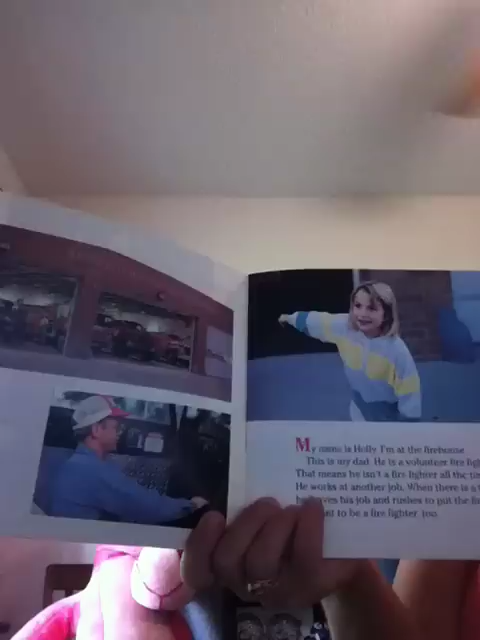 My name is Holly. I'm at the firehouse.
This is my dad. He is a volunteer fire
That means he isn't a fire fighter all the
He works at another job. When there is a
his job and rushes to put the
to be a fire fighter, too.